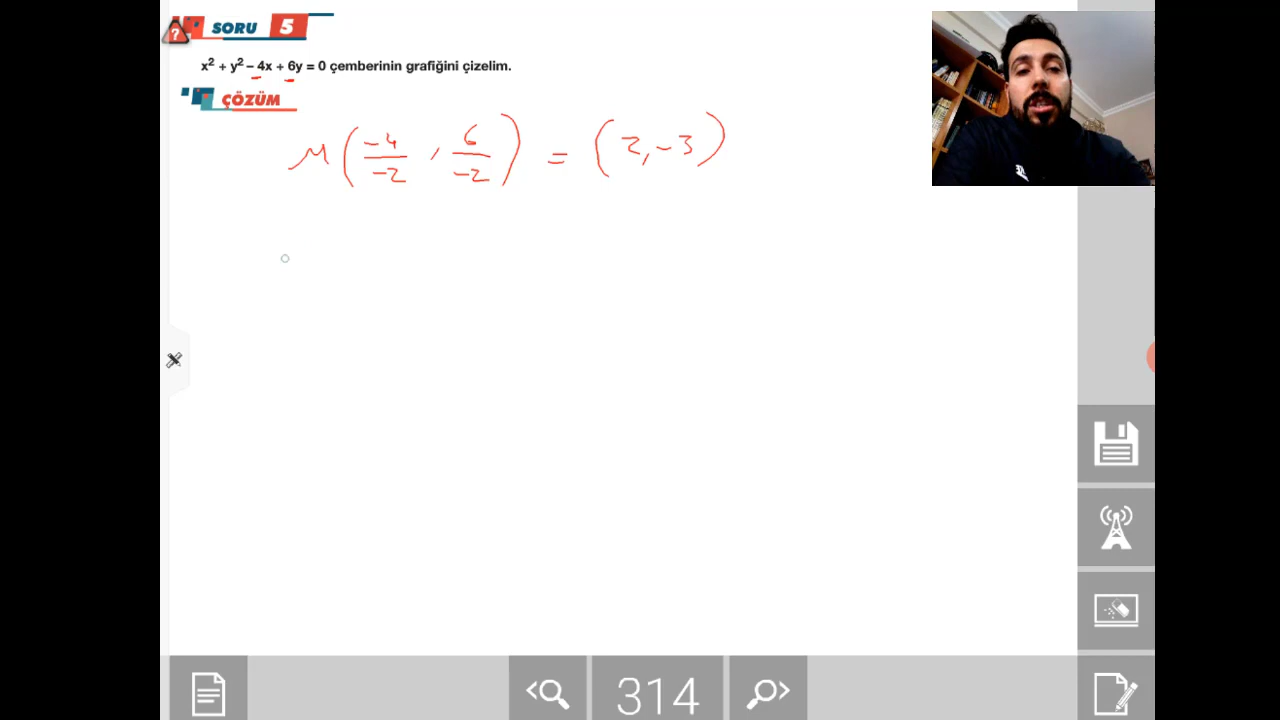 SORU 5
x² + y² – 4x + 6y = 0 çemberinin grafiğini çizelim.
ÇÖZÜM
M(-4/-2, 6/-2) = (2,-3)
314